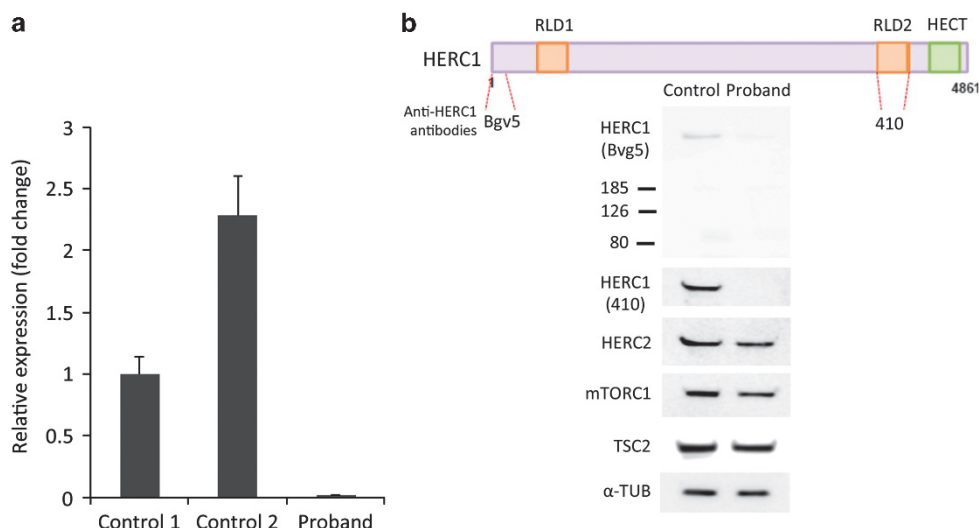 a
Relative expression (fold change)
3
2.5
2
1.5
1
0.5
0
Control 1 Control 2 Proband
b
RLD1 RLD2 HECT
HERC1
1 4861
Anti-HERC1
antibodies
Bgv5 410
Control Proband
HERC1
(Bvg5)
185
126
80
HERC1
(410)
HERC2
mTORC1
TSC2
α-TUB